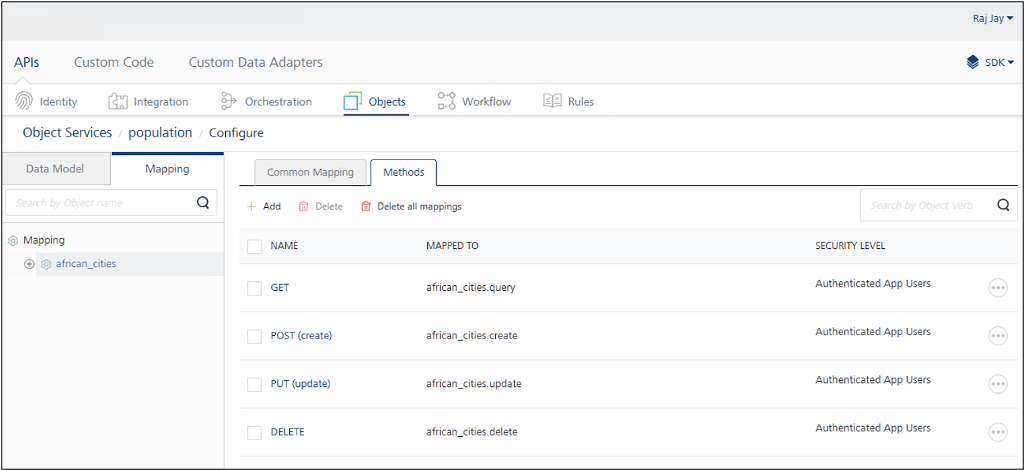 Raj Jay
APIs Custom Code Custom Data Adapters SDK
Identity Integration Orchestration Objects Workflow Rules
Object Services / population / Configure
Data Model Mapping
Common Mapping Methods
Search by Object name
Add Delete Delete all mappings Search by Object Verb
Mapping
african_cities
NAME MAPPED TO SECURITY LEVEL
GET african_cities.query Authenticated App Users
POST (create) african_cities.create Authenticated App Users
PUT (update) african_cities.update Authenticated App Users
DELETE african_cities.delete Authenticated App Users